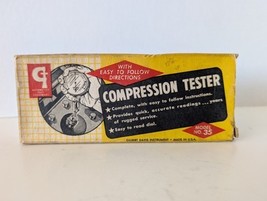 WITH
EASY TO FOLLOW
DIRECTIONS
COMPRESSION TESTER
★ Complete, with easy to follow instructions.
★ Provides quick, accurate readings ... years
of rugged service.
★ Easy to read dial.
MODEL
NO. 35